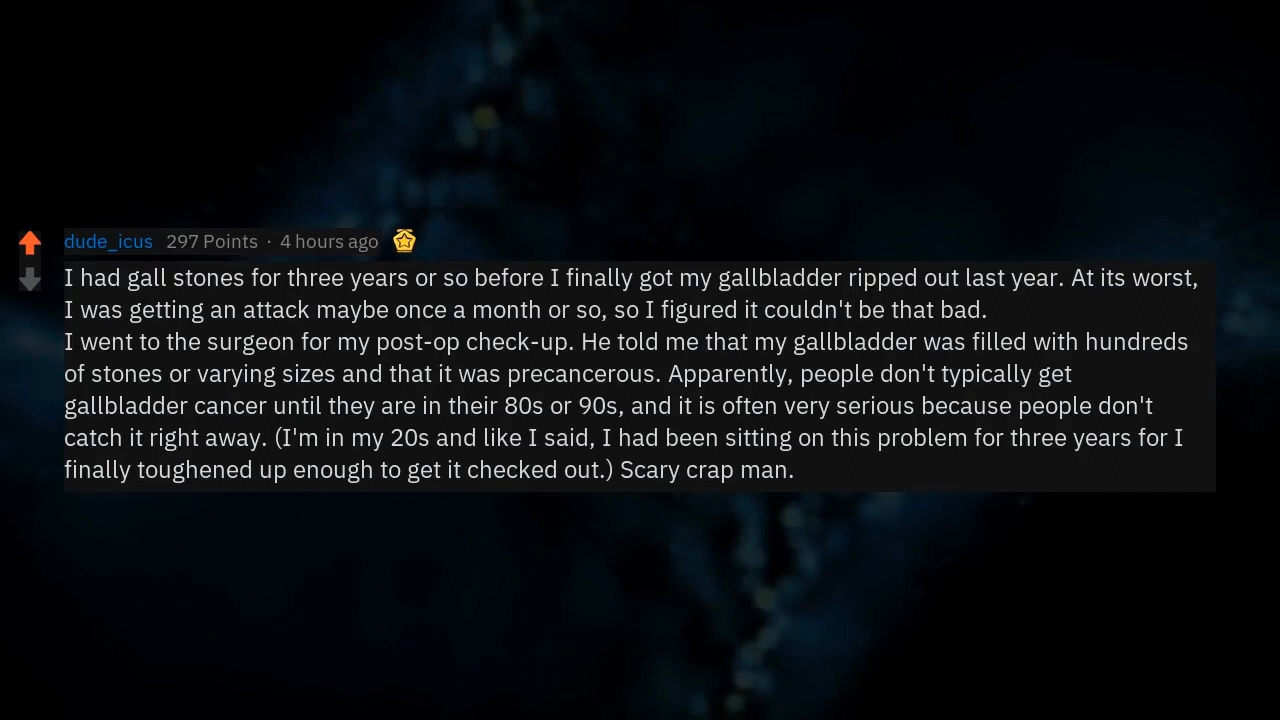 dude_icus 297 Points · 4 hours ago
I had gall stones for three years or so before I finally got my gallbladder ripped out last year. At its worst,
I was getting an attack maybe once a month or so, so I figured it couldn't be that bad.
I went to the surgeon for my post-op check-up. He told me that my gallbladder was filled with hundreds
of stones or varying sizes and that it was precancerous. Apparently, people don't typically get
gallbladder cancer until they are in their 80s or 90s, and it is often very serious because people don't
catch it right away. (I'm in my 20s and like I said, I had been sitting on this problem for three years for I
finally toughened up enough to get it checked out.) Scary crap man.